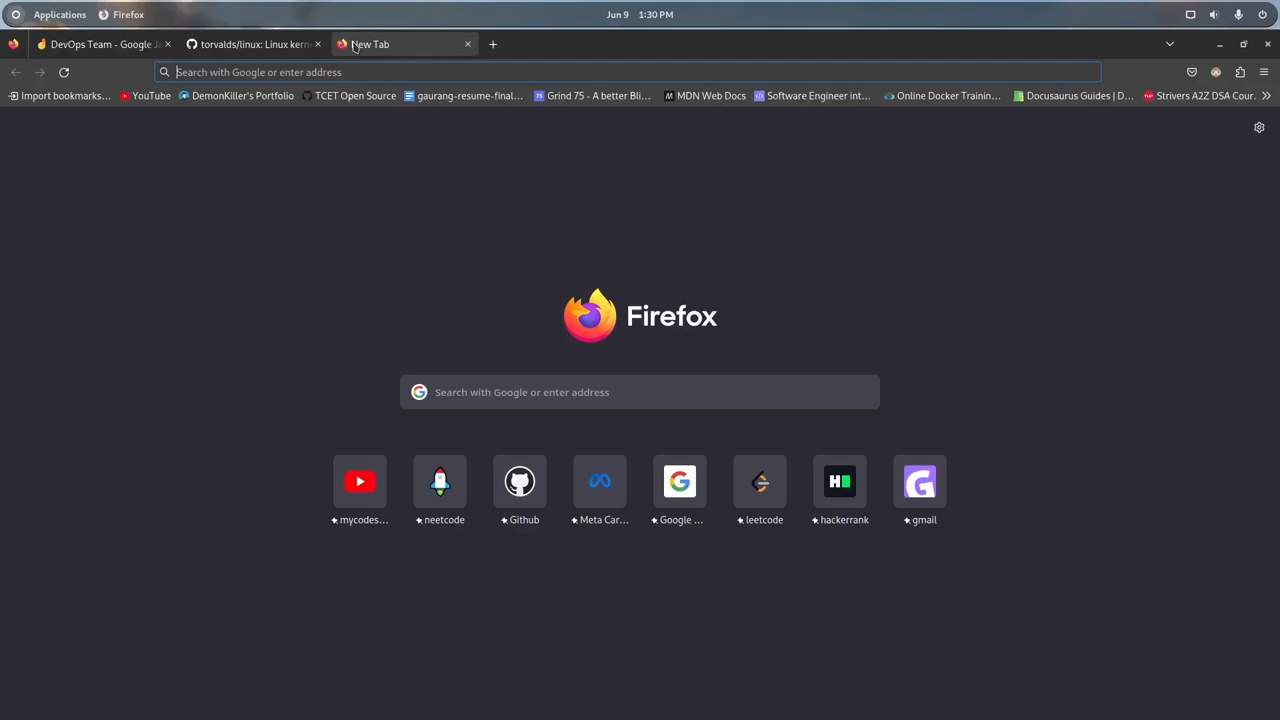 Applications Firefox Jun 9 1:30 PM
DevOps Team - Google Ja torvalds/linux: Linux kern New Tab
Search with Google or enter address
Import bookmarks... YouTube DemonKiller's Portfolio TCET Open Source gaurang-resume-final... Grind 75 - A better Bli... MDN Web Docs Software Engineer int... Online Docker Trainin... Docusaurus Guides | D... Strivers A2Z DSA Cour...
Firefox
Search with Google or enter address
mycodes... neetcode Github Meta Car... Google ... leetcode hackerrank gmail